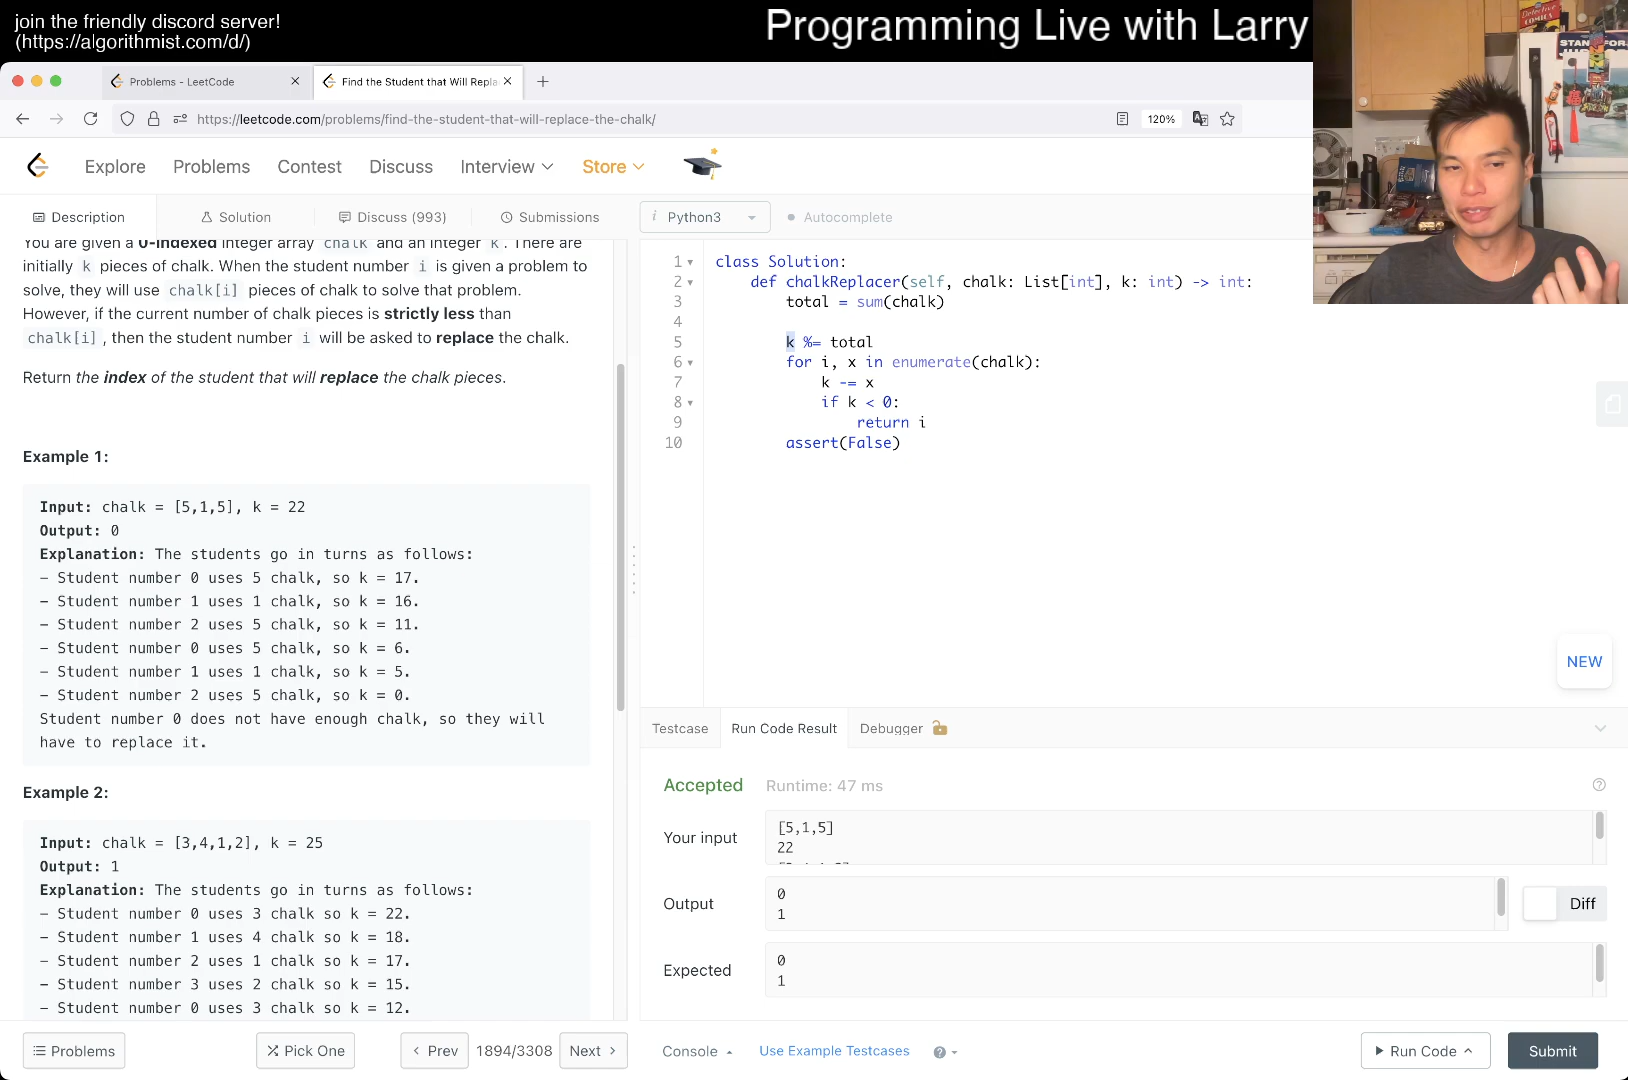 join the friendly discord server!
(https://algorithmist.com/d/)
Programming Live with Larry
Problems - LeetCode
Find the Student that Will Repla
https://leetcode.com/problems/find-the-student-that-will-replace-the-chalk/
120%
Explore Problems Contest Discuss Interview Store
Description Solution Discuss (993) Submissions
i Python3 Autocomplete
You are given a 0-indexed integer array chalk and an integer k. There are
initially k pieces of chalk. When the student number i is given a problem to
solve, they will use chalk[i] pieces of chalk to solve that problem.
However, if the current number of chalk pieces is strictly less than
chalk[i], then the student number i will be asked to replace the chalk.
Return the index of the student that will replace the chalk pieces.
Example 1:
Input: chalk = [5,1,5], k = 22
Output: 0
Explanation: The students go in turns as follows:
- Student number 0 uses 5 chalk, so k = 17.
- Student number 1 uses 1 chalk, so k = 16.
- Student number 2 uses 5 chalk, so k = 11.
- Student number 0 uses 5 chalk, so k = 6.
- Student number 1 uses 1 chalk, so k = 5.
- Student number 2 uses 5 chalk, so k = 0.
Student number 0 does not have enough chalk, so they will
have to replace it.
Example 2:
Input: chalk = [3,4,1,2], k = 25
Output: 1
Explanation: The students go in turns as follows:
- Student number 0 uses 3 chalk so k = 22.
- Student number 1 uses 4 chalk so k = 18.
- Student number 2 uses 1 chalk so k = 17.
- Student number 3 uses 2 chalk so k = 15.
- Student number 0 uses 3 chalk so k = 12.
1 class Solution:
2 def chalkReplacer(self, chalk: List[int], k: int) -> int:
3 total = sum(chalk)
4
5 k %= total
6 for i, x in enumerate(chalk):
7 k -= x
8 if k < 0:
9 return i
10 assert(False)
NEW
Testcase Run Code Result Debugger
Accepted Runtime: 47 ms
Your input
[5,1,5]
22
Output
0
1
Diff
Expected
0
1
Problems Pick One Prev 1894/3308 Next Console Use Example Testcases Run Code Submit